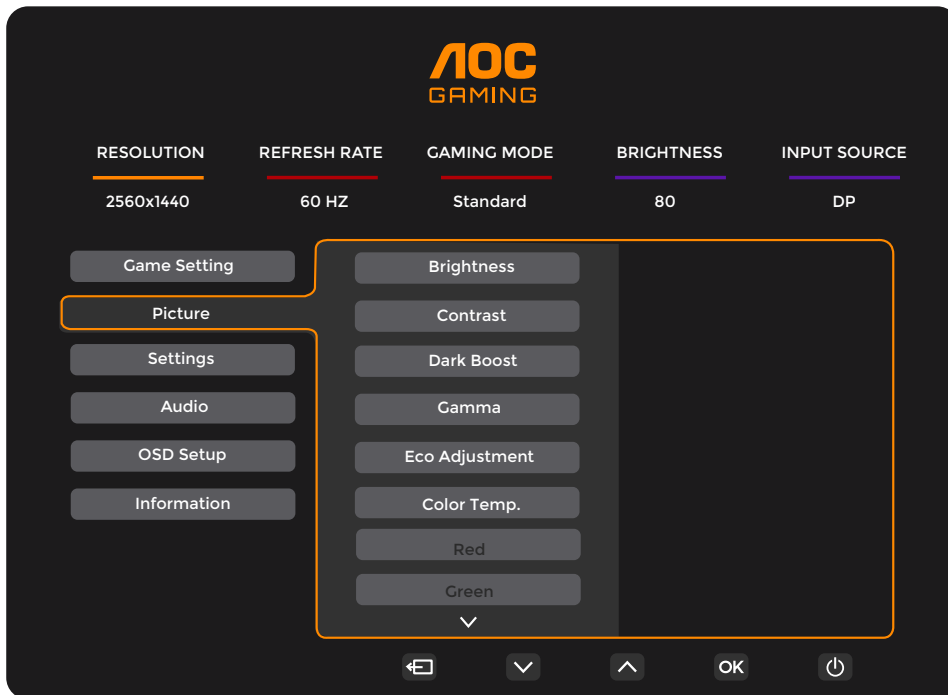 AOC
GAMING
RESOLUTION REFRESH RATE GAMING MODE BRIGHTNESS INPUT SOURCE
2560x1440 60 HZ Standard 80 DP
Game Setting
Picture
Settings
Audio
OSD Setup
Information
Brightness
Contrast
Dark Boost
Gamma
Eco Adjustment
Color Temp.
Red
Green
OK